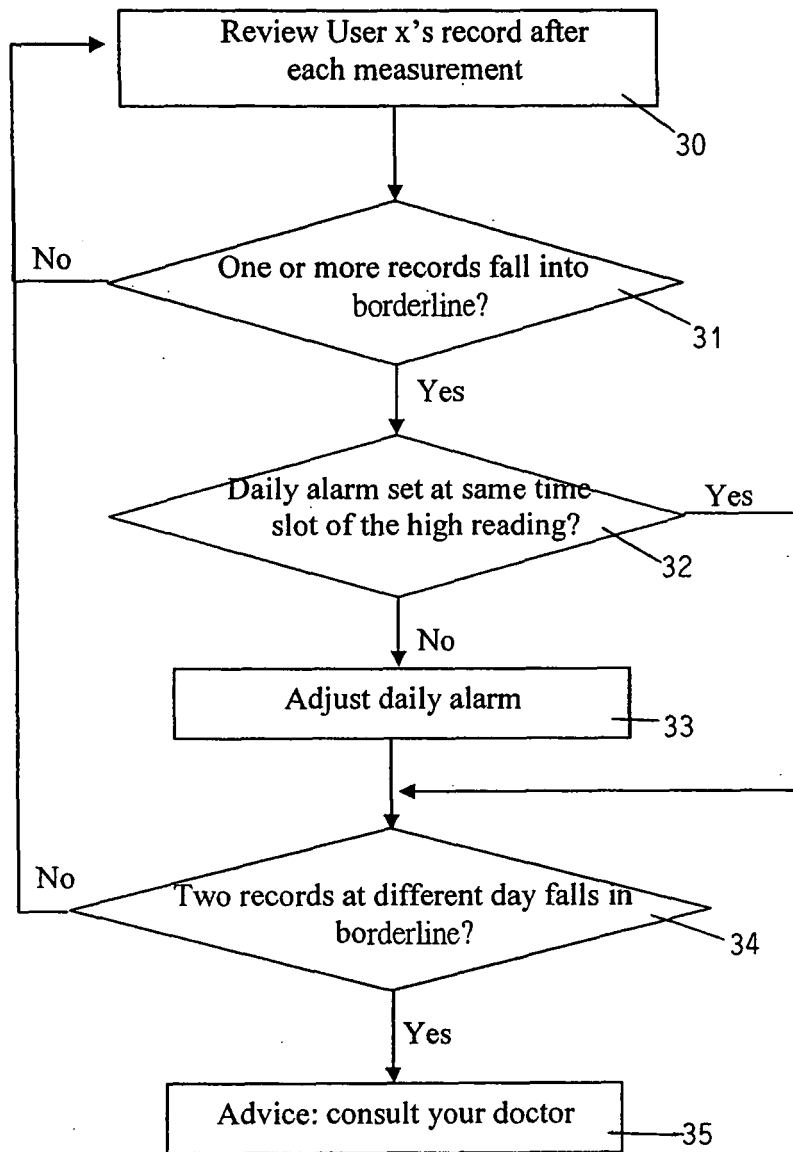 Review User x's record after
each measurement
30
No
One or more records fall into
borderline?
31
Yes
Daily alarm set at same time
slot of the high reading?
Yes
32
No
Adjust daily alarm
33
No
Two records at different day falls in
borderline?
34
Yes
Advice: consult your doctor
35